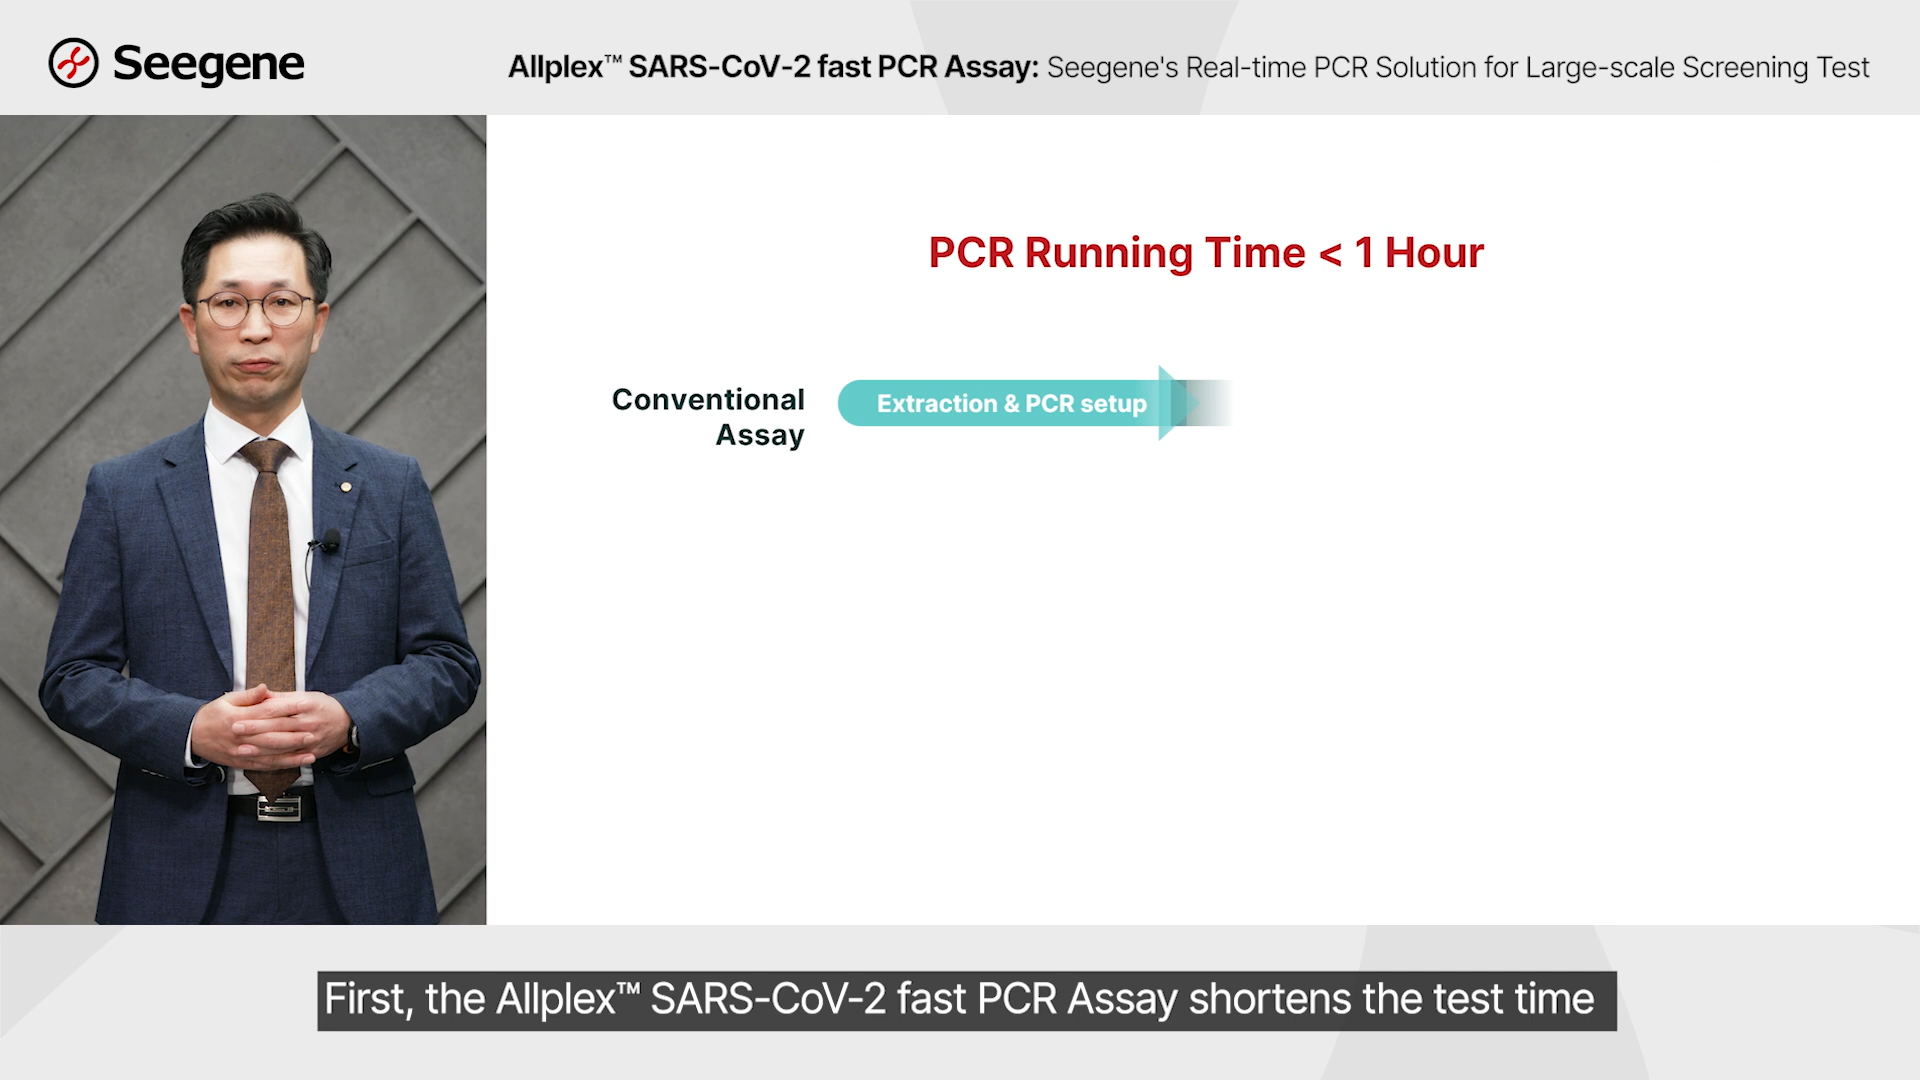 Seegene
Allplex™ SARS-CoV-2 fast PCR Assay: Seegene's Real-time PCR Solution for Large-scale Screening Test
PCR Running Time < 1 Hour
Conventional
Assay
Extraction & PCR setup
First, the Allplex™ SARS-CoV-2 fast PCR Assay shortens the test time